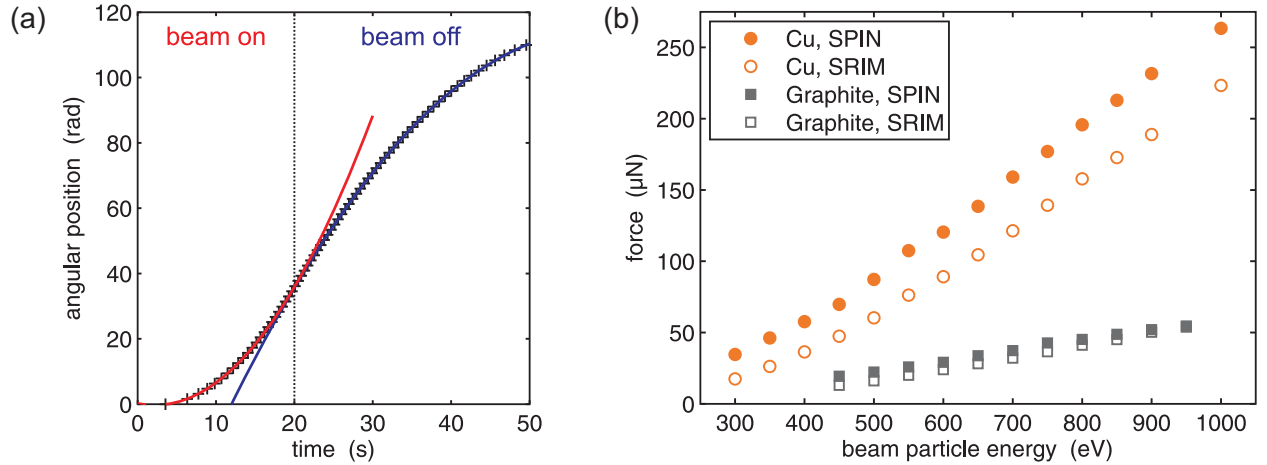 (a)
beam on
beam off
angular position (rad)
120
100
80
60
40
20
0
0 10 20 30 40 50
time (s)
(b)
Cu, SPIN
Cu, SRIM
Graphite, SPIN
Graphite, SRIM
force (µN)
250
200
150
100
50
0
300 400 500 600 700 800 900 1000
beam particle energy (eV)